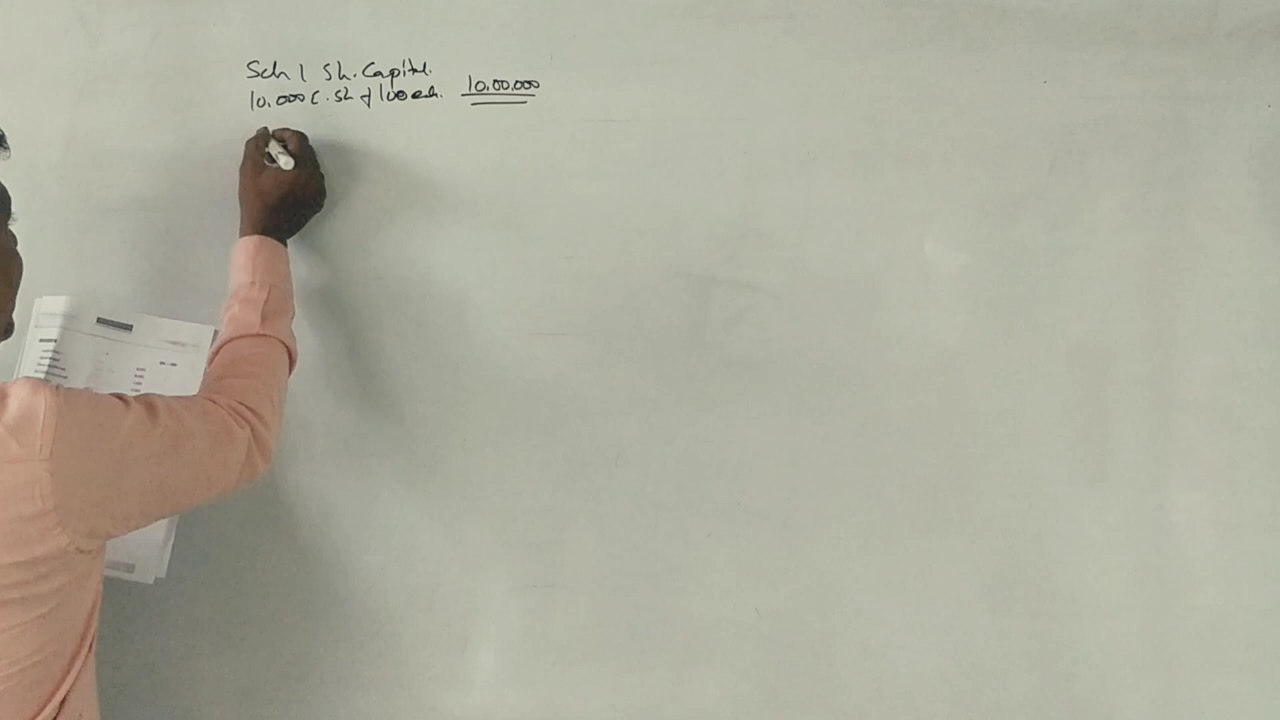 Sch 1 Sh. Capital.
10,000 E. Sh of 100 each. 10,00,000